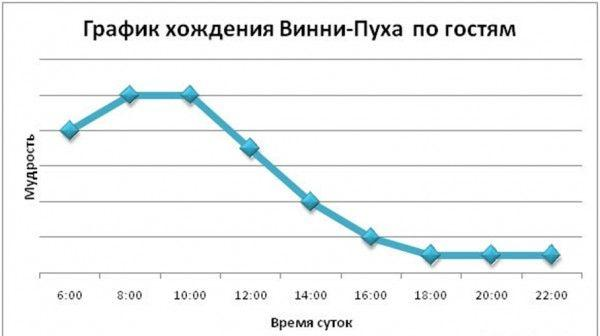 График хождения Винни-Пуха по гостям
Мудрость
6:00 8:00 10:00 12:00 14:00 16:00 18:00 20:00 22:00
Время суток